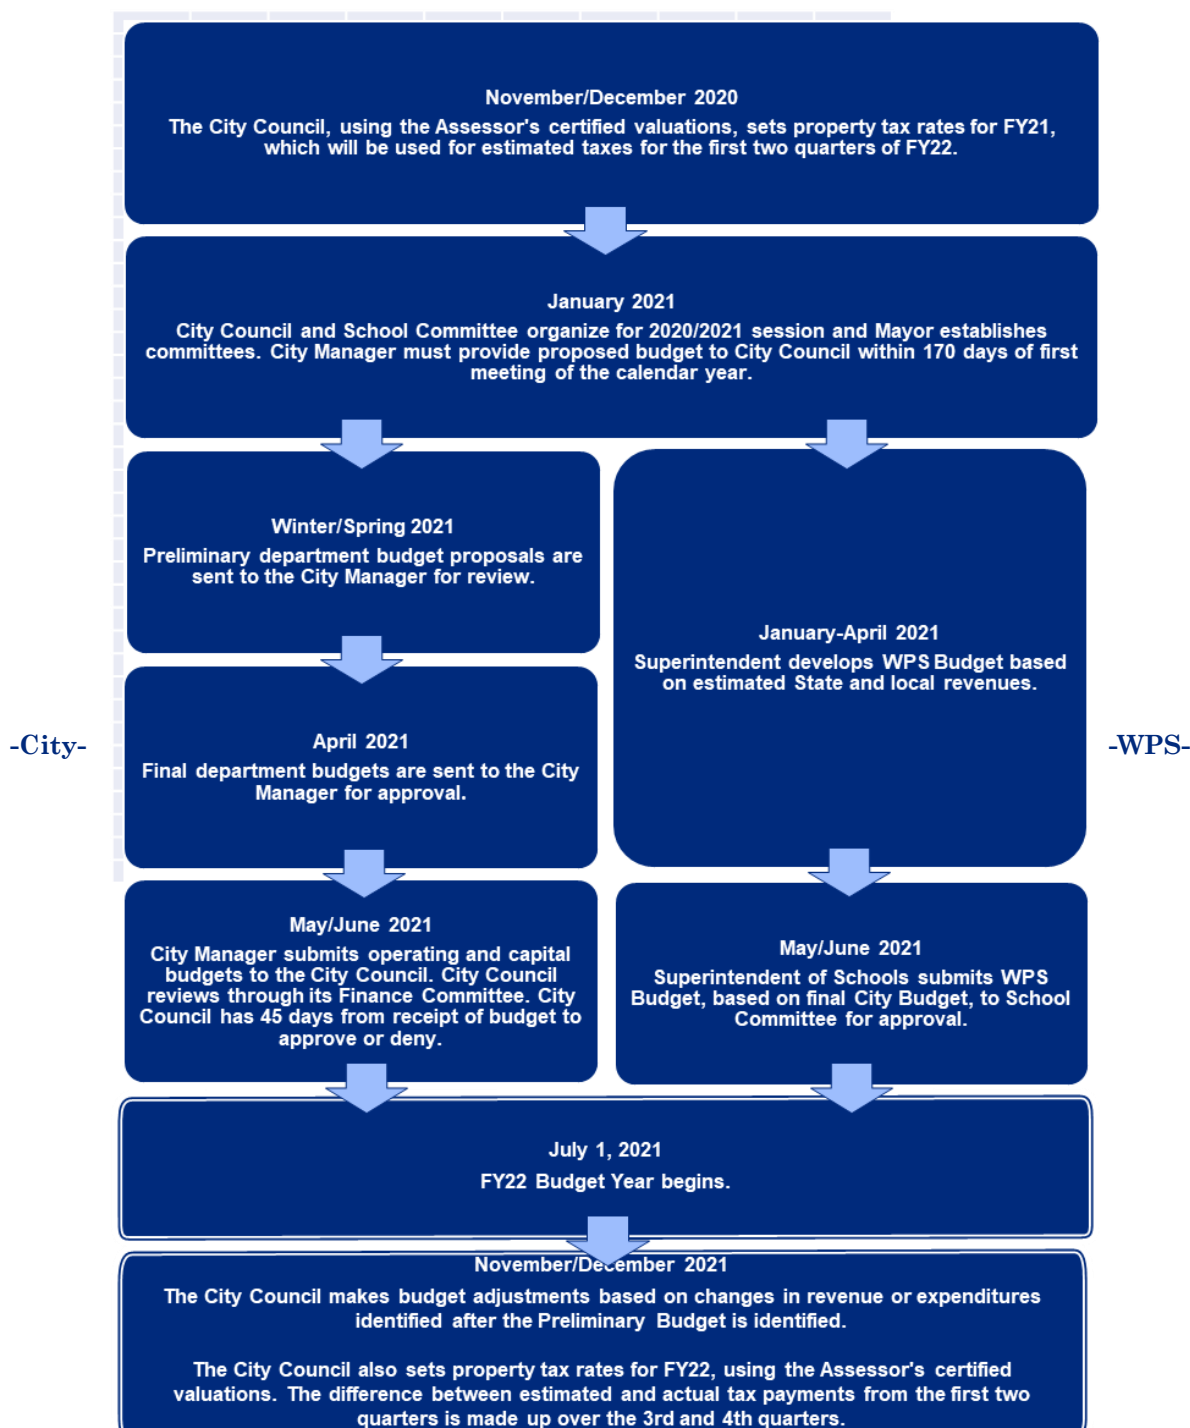 November/December 2020
The City Council, using the Assessor's certified valuations, sets property tax rates for FY21,
which will be used for estimated taxes for the first two quarters of FY22.
January 2021
City Council and School Committee organize for 2020/2021 session and Mayor establishes
committees. City Manager must provide proposed budget to City Council within 170 days of first
meeting of the calendar year.
Winter/Spring 2021
Preliminary department budget proposals are
sent to the City Manager for review.
January-April 2021
Superintendent develops WPS Budget based
on estimated State and local revenues.
-City-
-WPS-
April 2021
Final department budgets are sent to the City
Manager for approval.
May/June 2021
City Manager submits operating and capital
budgets to the City Council. City Council
reviews through its Finance Committee. City
Council has 45 days from receipt of budget to
approve or deny.
May/June 2021
Superintendent of Schools submits WPS
Budget, based on final City Budget, to School
Committee for approval.
July 1, 2021
FY22 Budget Year begins.
November/December 2021
The City Council makes budget adjustments based on changes in revenue or expenditures
identified after the Preliminary Budget is identified.
The City Council also sets property tax rates for FY22, using the Assessor's certified
valuations. The difference between estimated and actual tax payments from the first two
quarters is made up over the 3rd and 4th quarters.